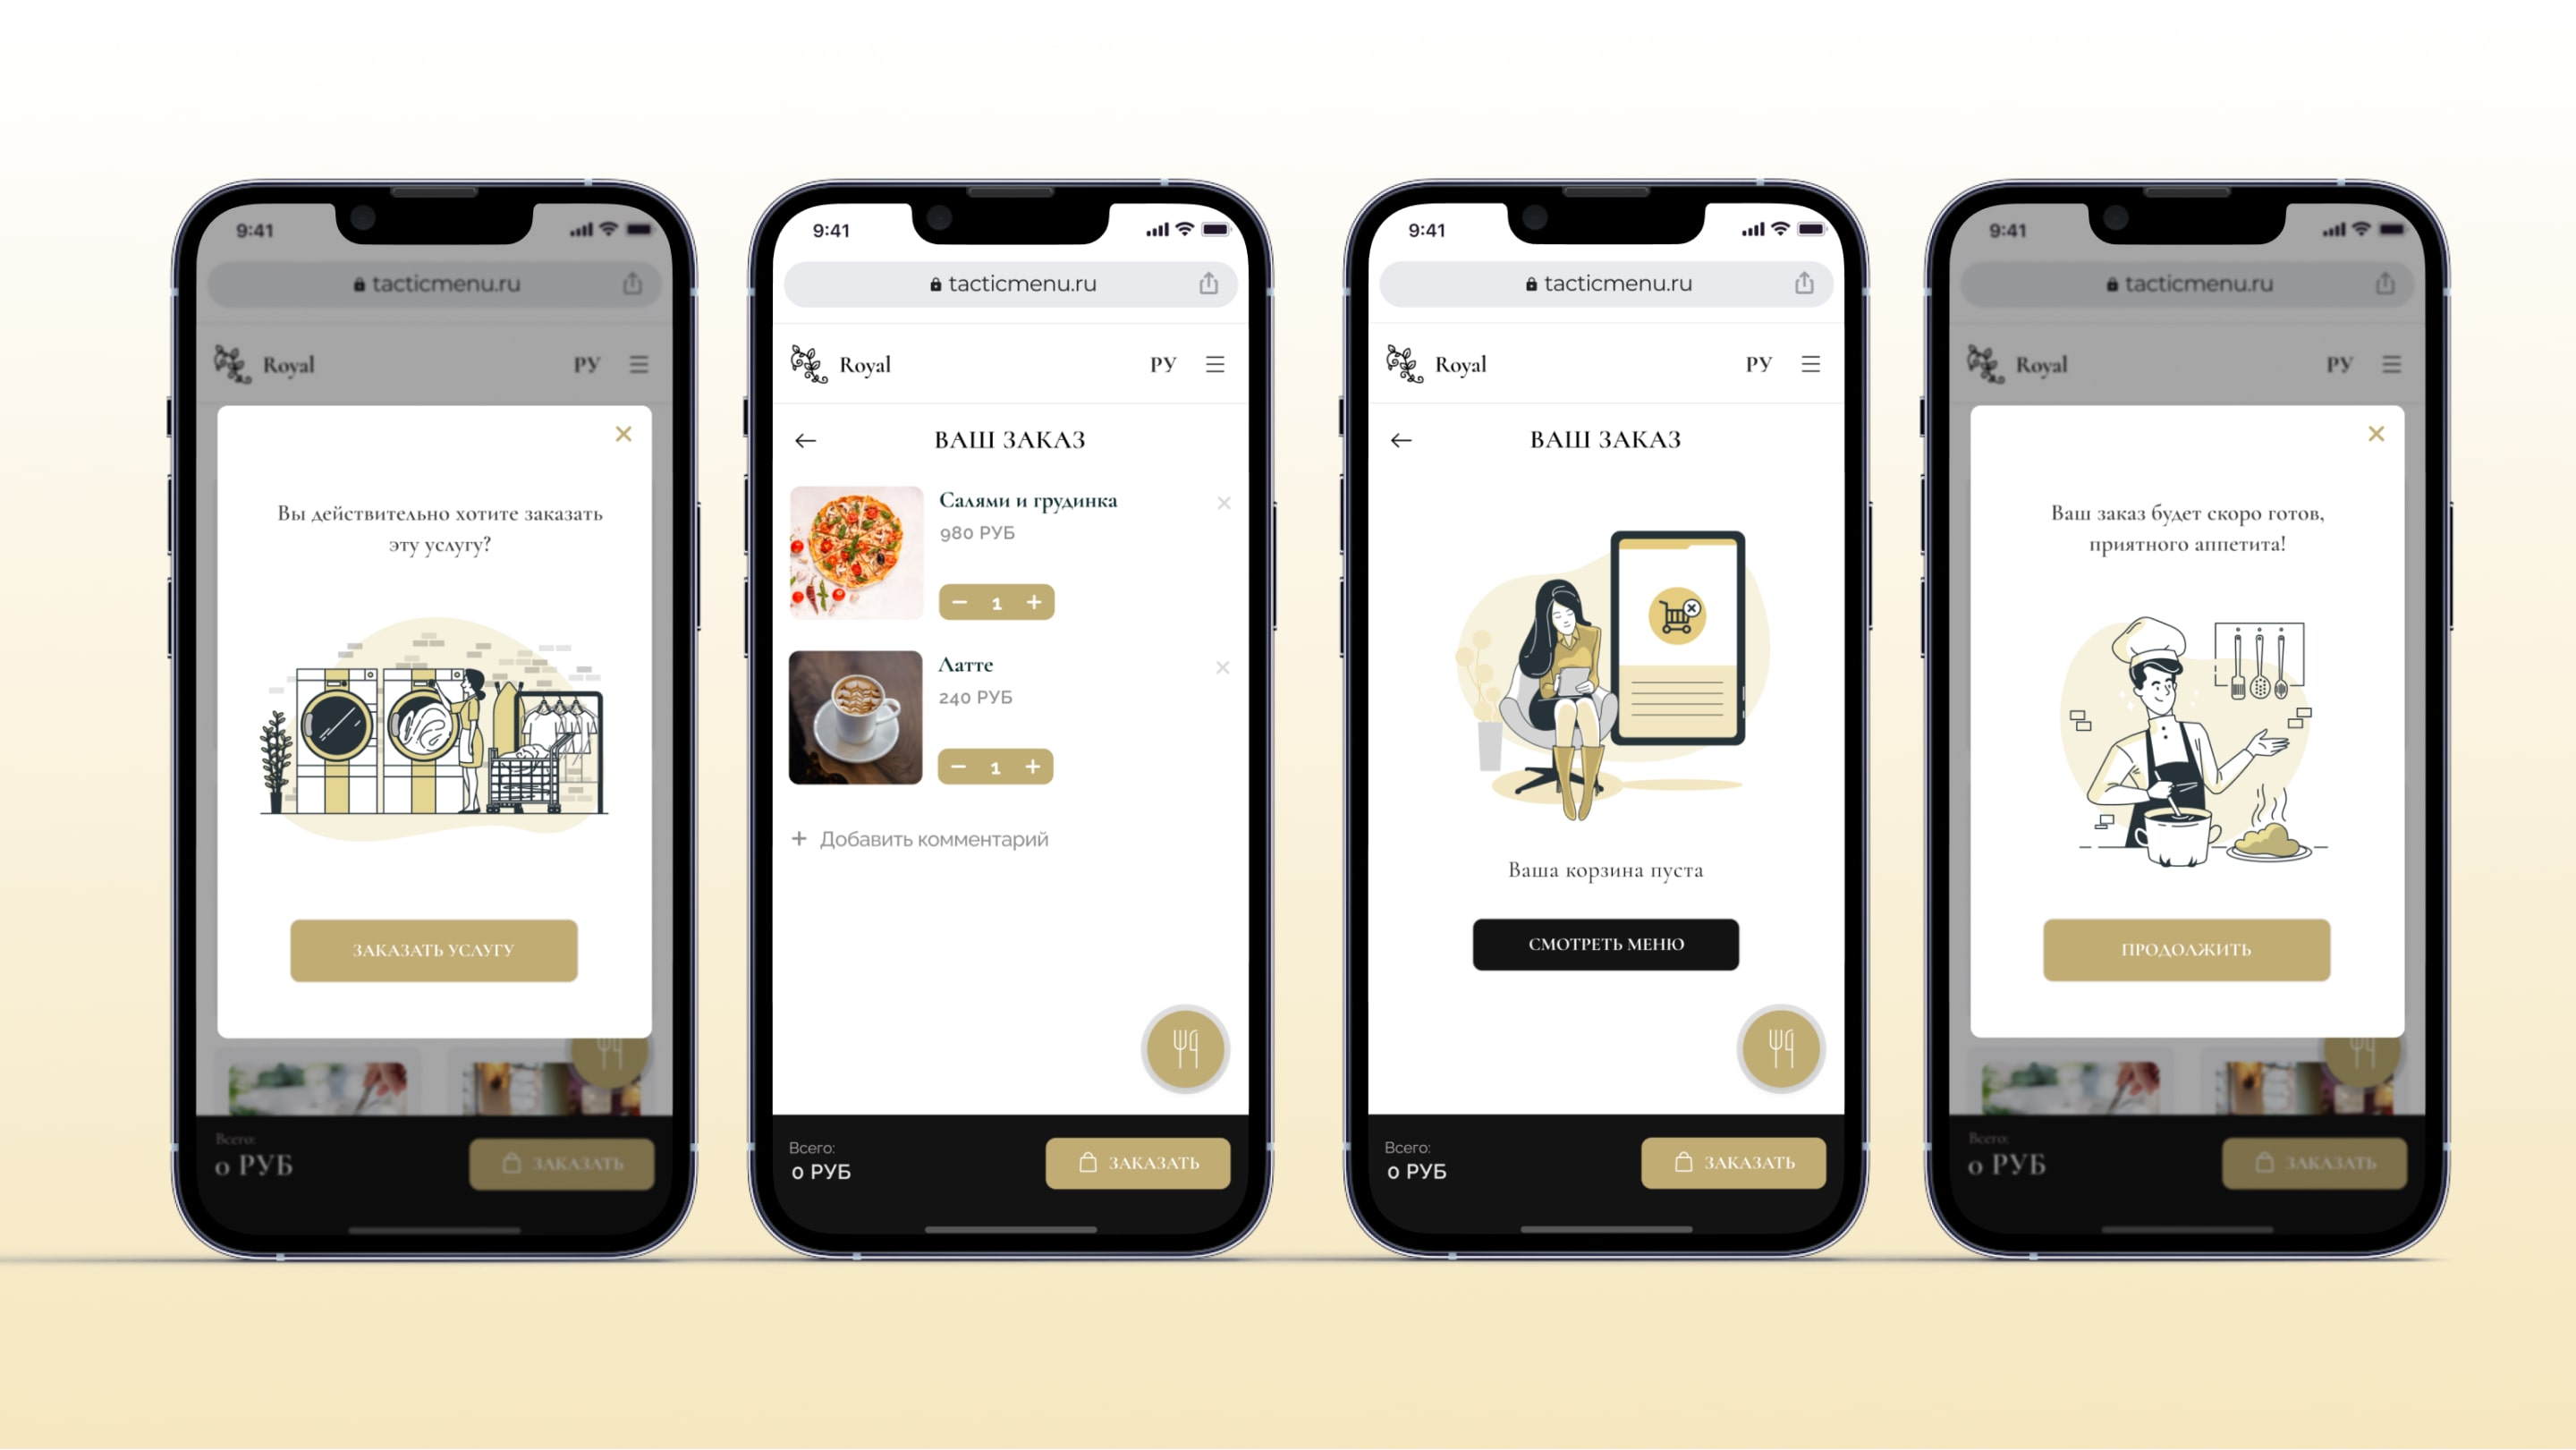 9:41
tacticmenu.ru
Royal
РУ
Вы действительно хотите заказать
эту услугу?
ЗАКАЗАТЬ УСЛУГУ
Всего:
0 РУБ
ЗАКАЗАТЬ
9:41
tacticmenu.ru
Royal
РУ
ВАШ ЗАКАЗ
Салями и грудинка
980 РУБ
1
Латте
240 РУБ
1
+ Добавить комментарий
Всего:
0 РУБ
ЗАКАЗАТЬ
9:41
tacticmenu.ru
Royal
РУ
ВАШ ЗАКАЗ
Ваша корзина пуста
СМОТРЕТЬ МЕНЮ
Всего:
0 РУБ
ЗАКАЗАТЬ
9:41
tacticmenu.ru
Royal
РУ
Ваш заказ будет скоро готов,
приятного аппетита!
ПРОДОЛЖИТЬ
Всего:
0 РУБ
ЗАКАЗАТЬ